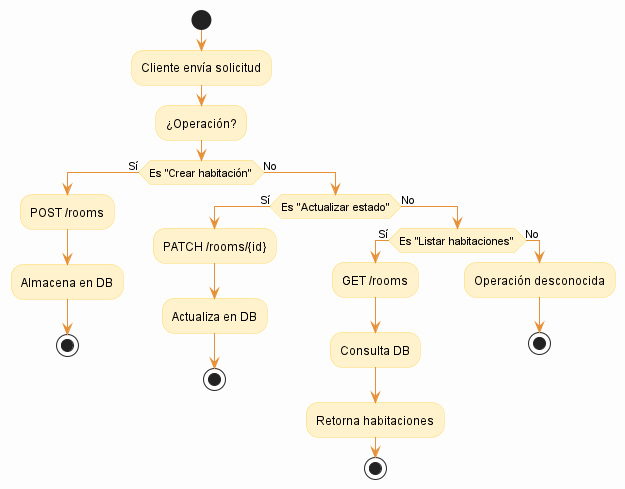 Cliente envía solicitud
¿Operación?
Sí
Es "Crear habitación"
No
POST /rooms
Almacena en DB
Sí
Es "Actualizar estado"
No
PATCH /rooms/{id}
Actualiza en DB
Sí
Es "Listar habitaciones"
No
GET /rooms
Consulta DB
Retorna habitaciones
Operación desconocida